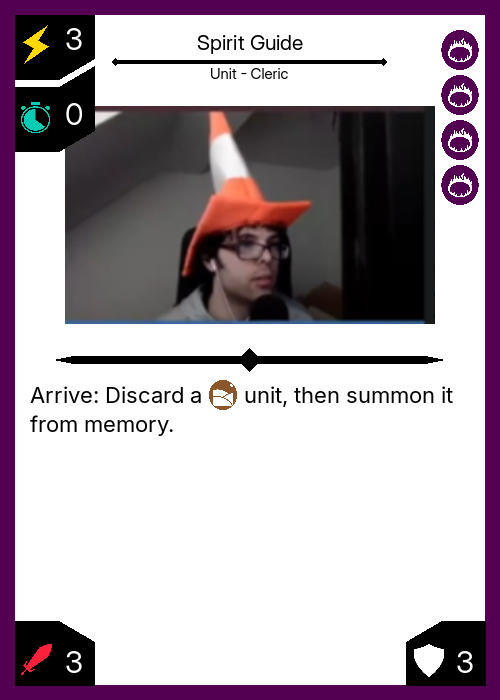 3
Spirit Guide
Unit - Cleric
0
Arrive: Discard a unit, then summon it
from memory.
3
3